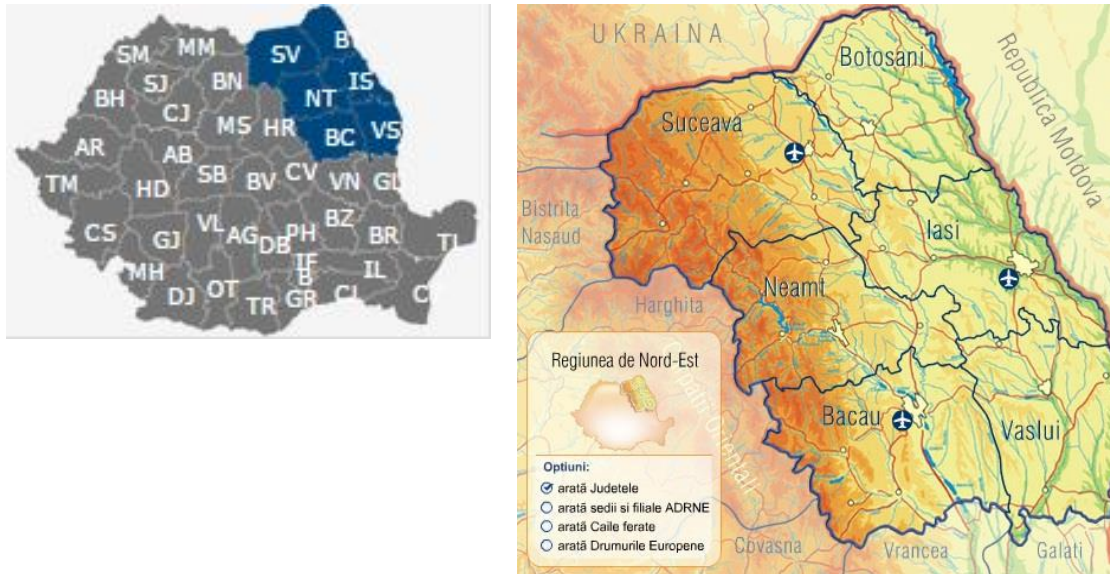 SM
MM
SV
B
BH
SJ
BN
NT
IS
CJ
MS
HR
BC
VS
AR
AB
TM
HD
SB
BV
CV
VN
GL
CS
GJ
VL
AG
DB
PH
BZ
BR
TL
MH
DJ
OT
TR
IF
B
GR
CL
IL
C
UKRAINA
Botosani
Republica Moldova
Suceava
Bistrita
Nasaud
Iasi
Neamt
Harghita
Regiunea de Nord-Est
Bacau
Vaslui
Optiuni:
arată Judetele
arată sedii si filiale ADRNE
arată Caile ferate
arată Drumurile Europene
Covasna
Vrancea
Galati